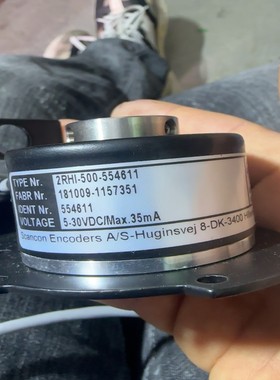 TYPE Nr. 2RHI-500-554611
FABR Nr. 181009-1157351
IDENT Nr. 554611
VOLTAGE 5-30VDC/Max.35mA
Scancon Encoders A/S-Huginsvej 8-DK-3400